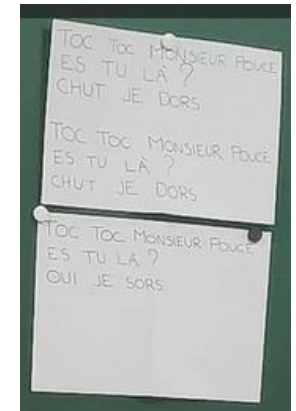 TOC TOC MONSIEUR POUCE
ES TU LÀ ?
CHUT JE DORS
TOC TOC MONSIEUR POUCE
ES TU LÀ ?
CHUT JE DORS
TOC TOC MONSIEUR POUCE
ES TU LA ?
OUI JE SORS